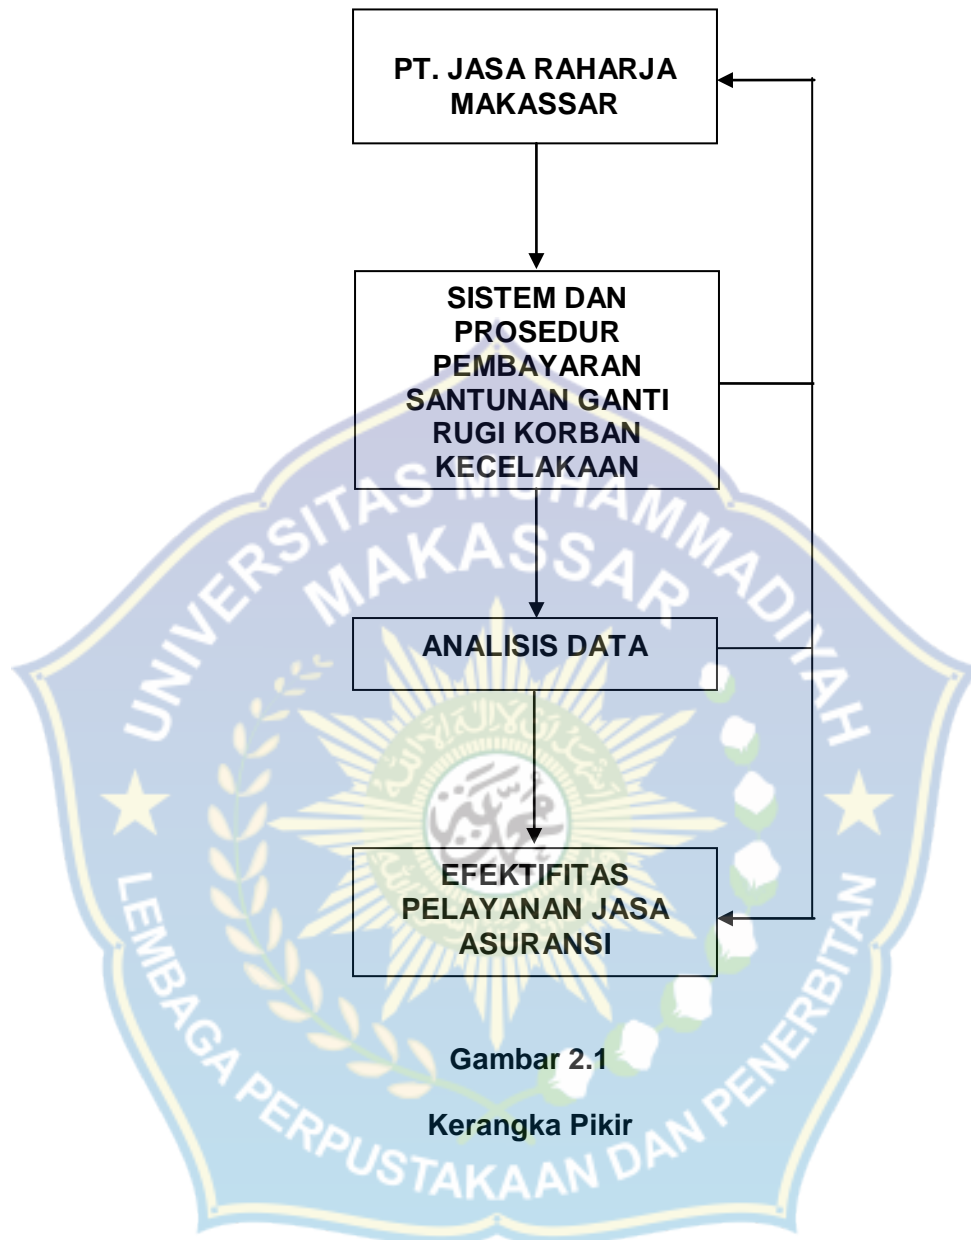 PT. JASA RAHARJA
MAKASSAR
SISTEM DAN
PROSEDUR
PEMBAYARAN
SANTUNAN GANTI
RUGI KORBAN
KECELAKAAN
UNIVERSITAS MUHAMMADIYAH
MAKASSAR
ANALISIS DATA
EFEKTIFITAS
PELAYANAN JASA
ASURANSI
Gambar 2.1
Kerangka Pikir
LEMBAGA PERPUSTAKAAN DAN PENERBITAN